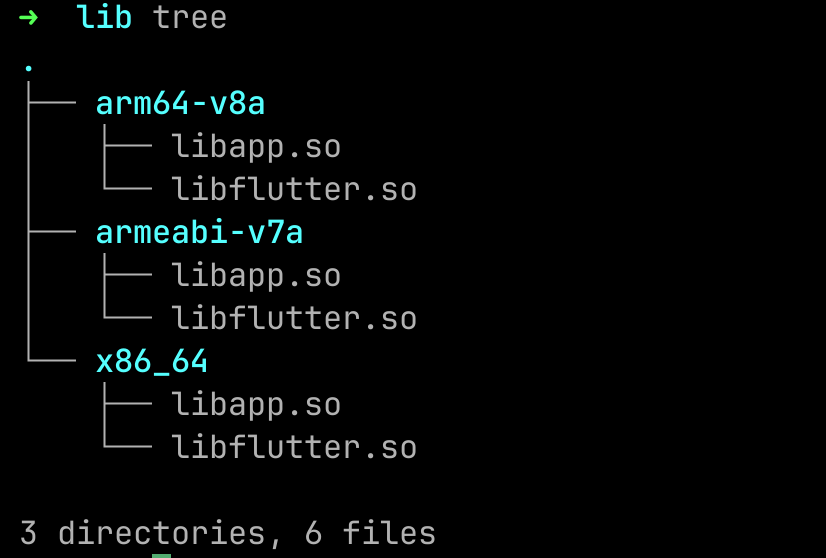 ➜  lib tree
.
├── arm64-v8a
│   ├── libapp.so
│   └── libflutter.so
├── armeabi-v7a
│   ├── libapp.so
│   └── libflutter.so
└── x86_64
    ├── libapp.so
    └── libflutter.so
3 directories, 6 files